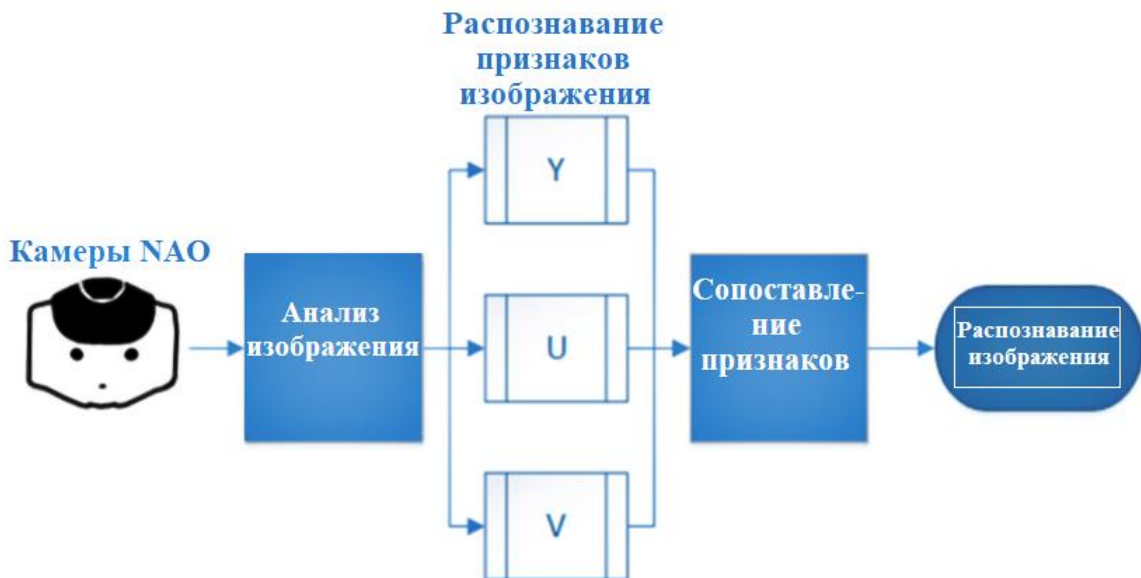 Распознавание
признаков
изображения
Y
Камеры NAO
Анализ
изображения
U
Сопоставле-
ние
признаков
Распознавание
изображения
V